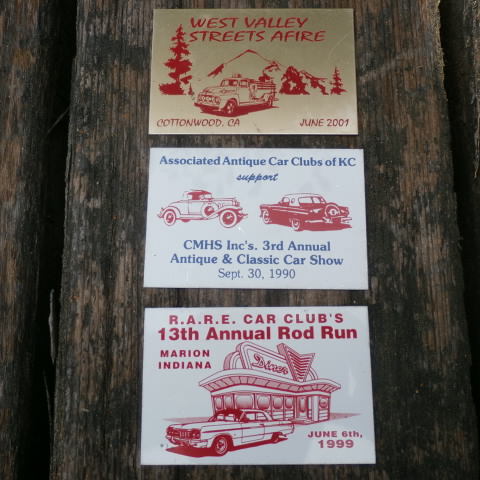 WEST VALLEY
STREETS AFIRE
COTTONWOOD, CA JUNE 2001
Associated Antique Car Clubs of KC
support
CMHS Inc's. 3rd Annual
Antique & Classic Car Show
Sept. 30, 1990
R.A.R.E. CAR CLUB'S
13th Annual Rod Run
MARION
INDIANA
Diner
JUNE 6th,
1999